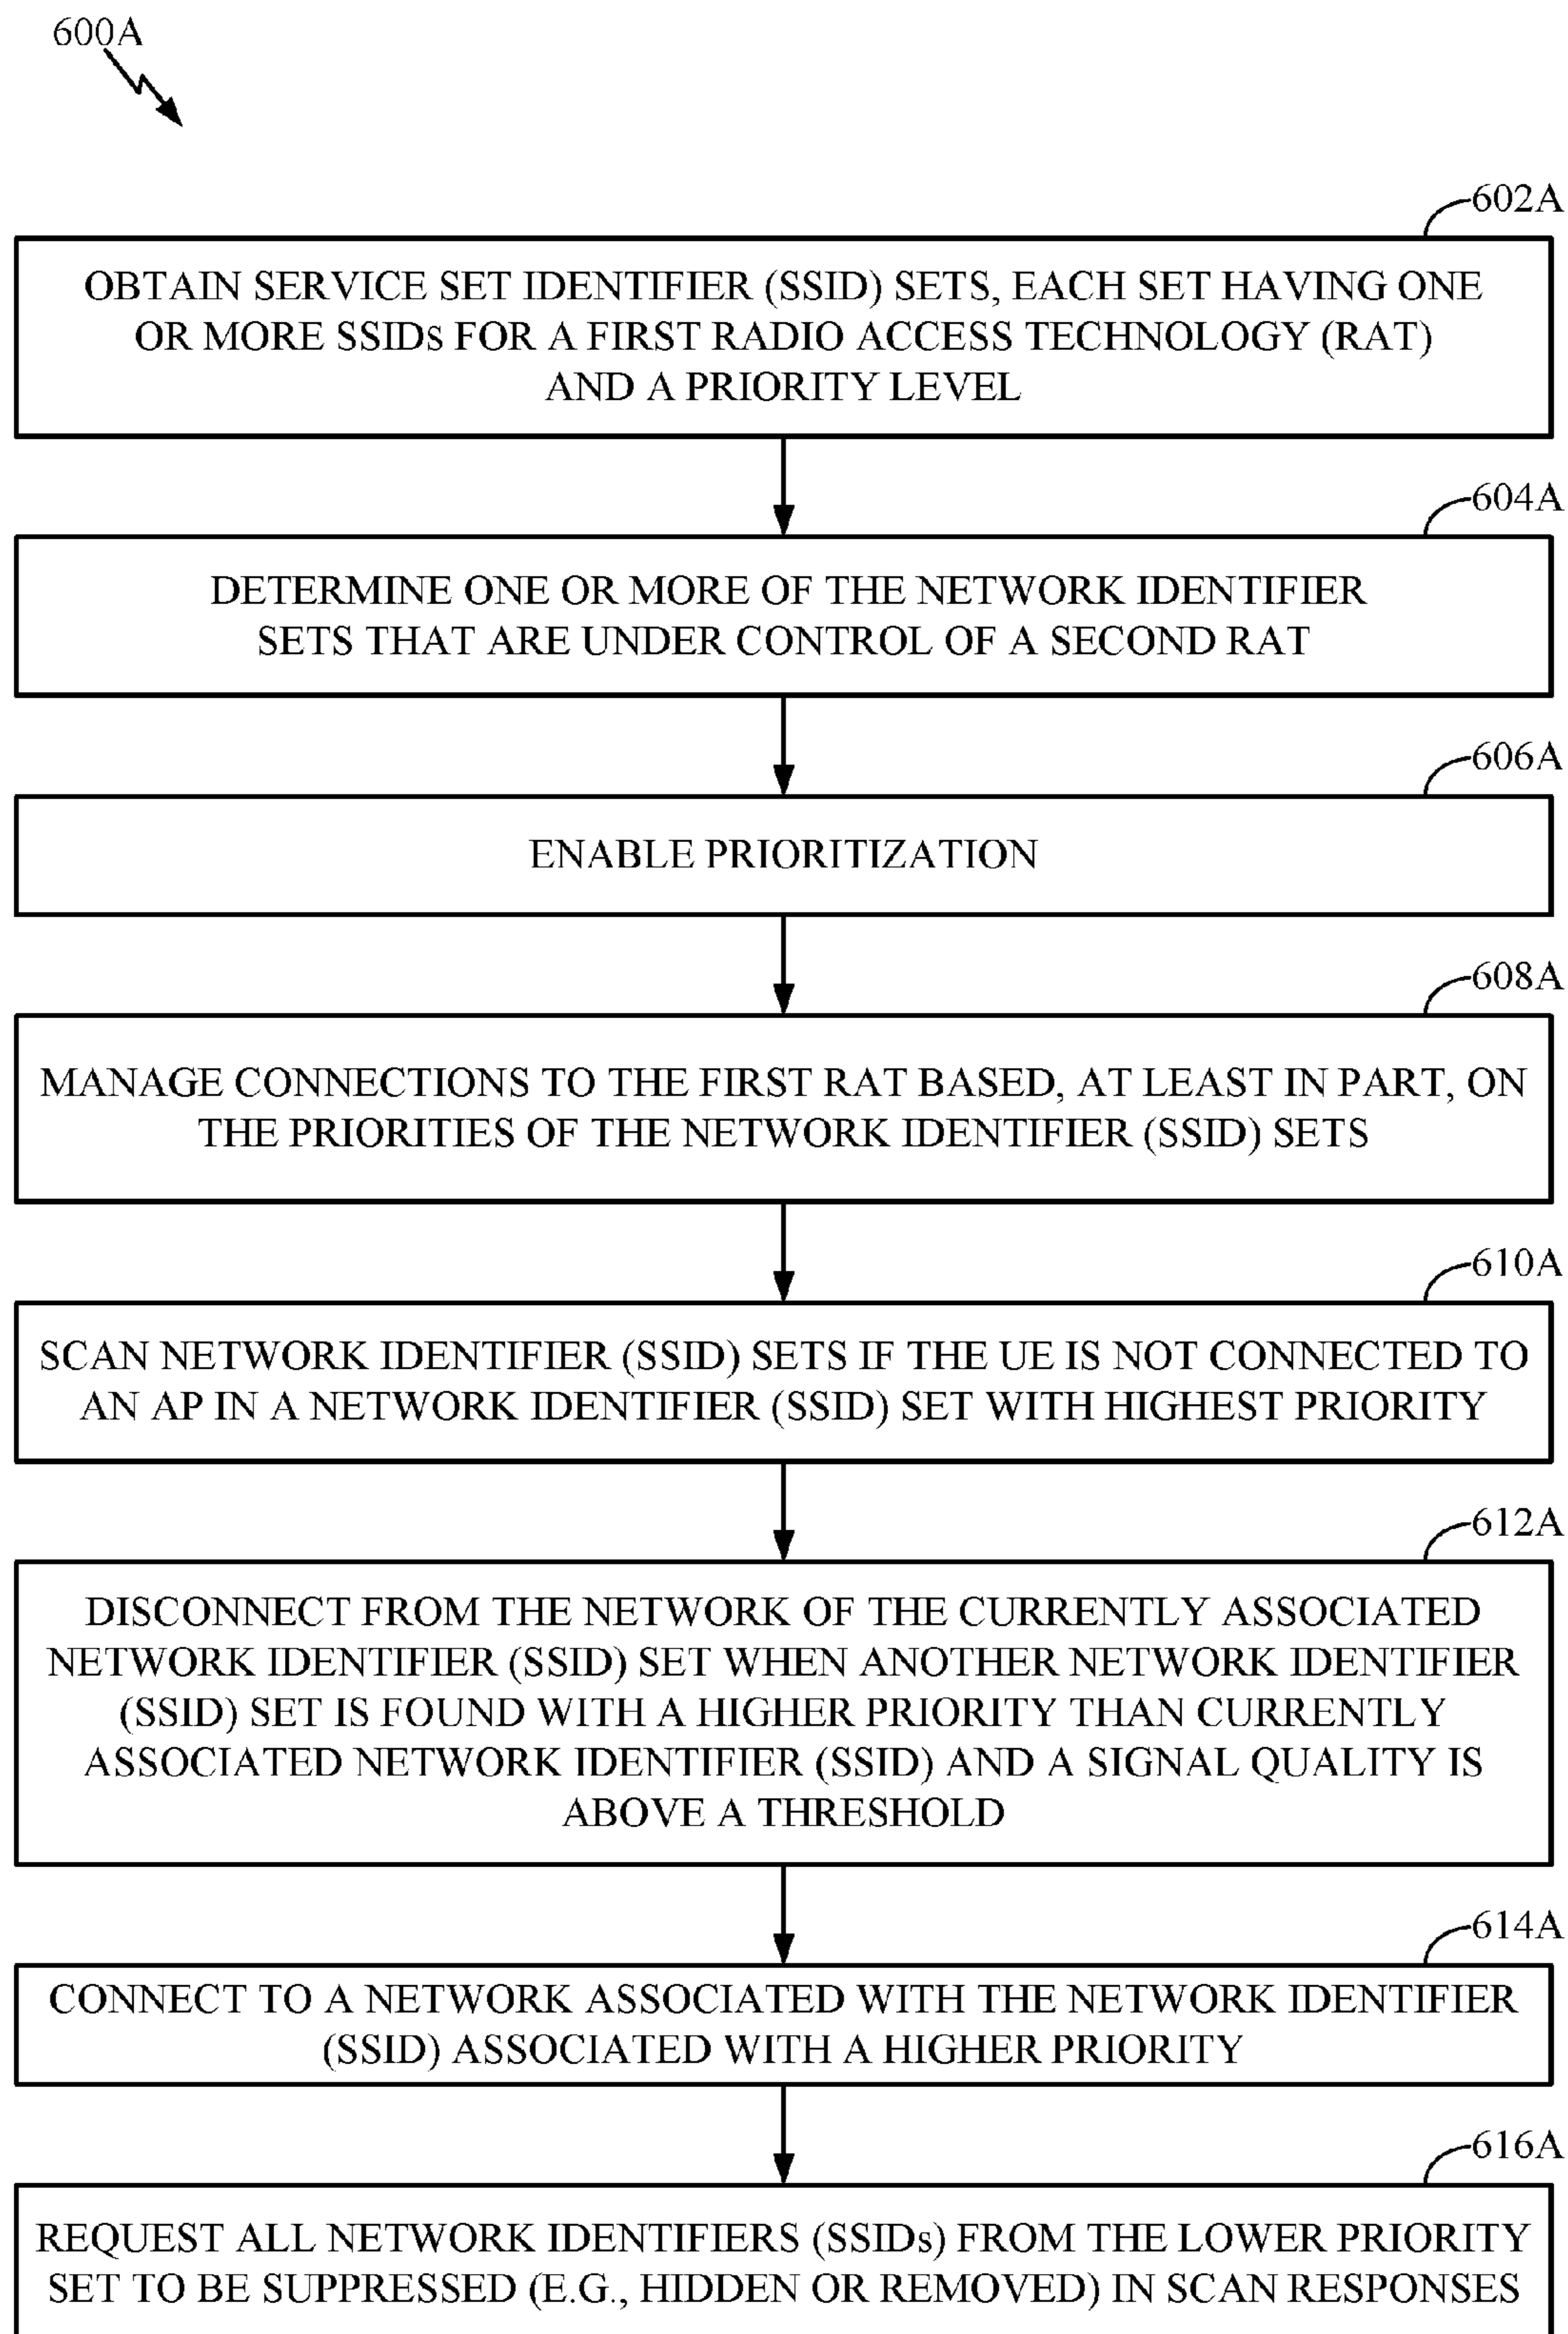 600A
602A
OBTAIN SERVICE SET IDENTIFIER (SSID) SETS, EACH SET HAVING ONE
OR MORE SSIDs FOR A FIRST RADIO ACCESS TECHNOLOGY (RAT)
AND A PRIORITY LEVEL
604A
DETERMINE ONE OR MORE OF THE NETWORK IDENTIFIER
SETS THAT ARE UNDER CONTROL OF A SECOND RAT
606A
ENABLE PRIORITIZATION
608A
MANAGE CONNECTIONS TO THE FIRST RAT BASED, AT LEAST IN PART, ON
THE PRIORITIES OF THE NETWORK IDENTIFIER (SSID) SETS
610A
SCAN NETWORK IDENTIFIER (SSID) SETS IF THE UE IS NOT CONNECTED TO
AN AP IN A NETWORK IDENTIFIER (SSID) SET WITH HIGHEST PRIORITY
612A
DISCONNECT FROM THE NETWORK OF THE CURRENTLY ASSOCIATED
NETWORK IDENTIFIER (SSID) SET WHEN ANOTHER NETWORK IDENTIFIER
(SSID) SET IS FOUND WITH A HIGHER PRIORITY THAN CURRENTLY
ASSOCIATED NETWORK IDENTIFIER (SSID) AND A SIGNAL QUALITY IS
ABOVE A THRESHOLD
614A
CONNECT TO A NETWORK ASSOCIATED WITH THE NETWORK IDENTIFIER
(SSID) ASSOCIATED WITH A HIGHER PRIORITY
616A
REQUEST ALL NETWORK IDENTIFIERS (SSIDs) FROM THE LOWER PRIORITY
SET TO BE SUPPRESSED (E.G., HIDDEN OR REMOVED) IN SCAN RESPONSES